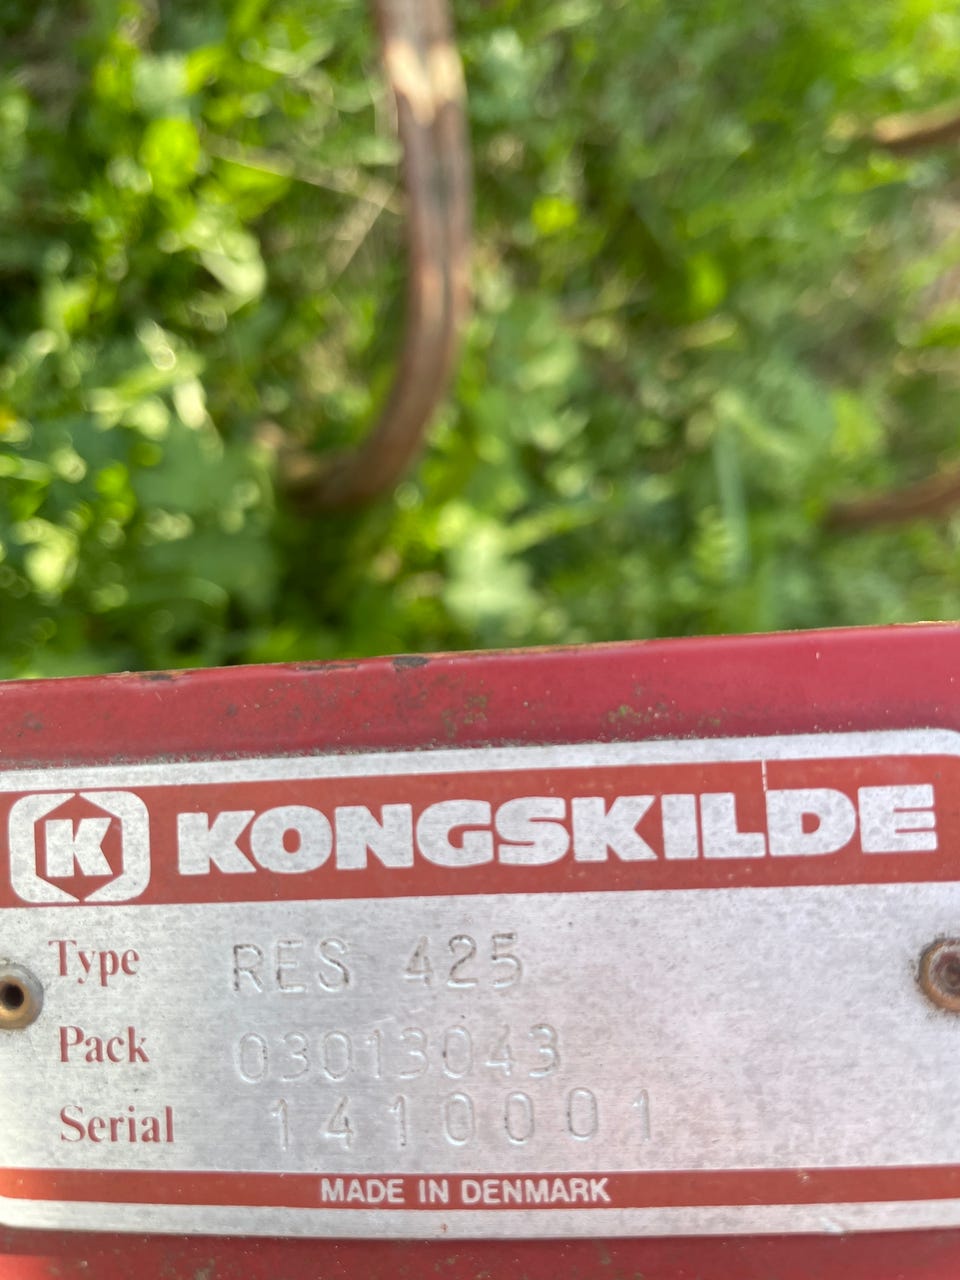 K KONGSKILDE
Type RES 425
Pack 03013043
Serial 1410001
MADE IN DENMARK